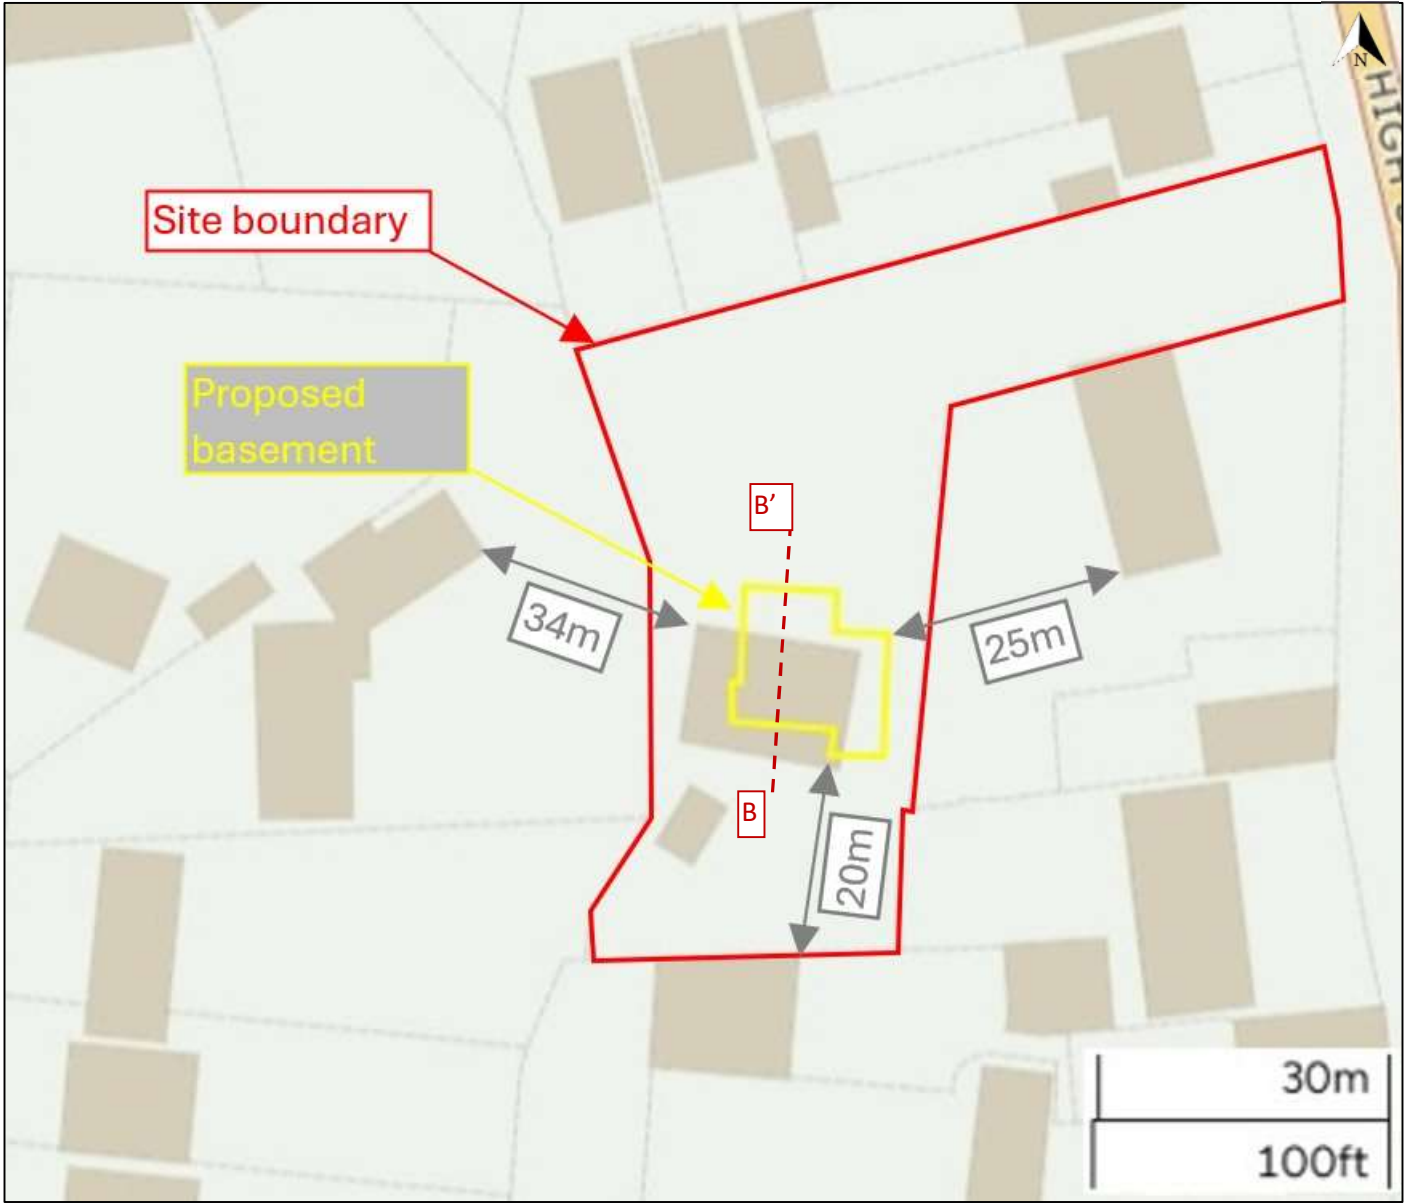 N
HIGH
Site boundary
Proposed
basement
B’
34m
25m
B
20m
30m
100ft